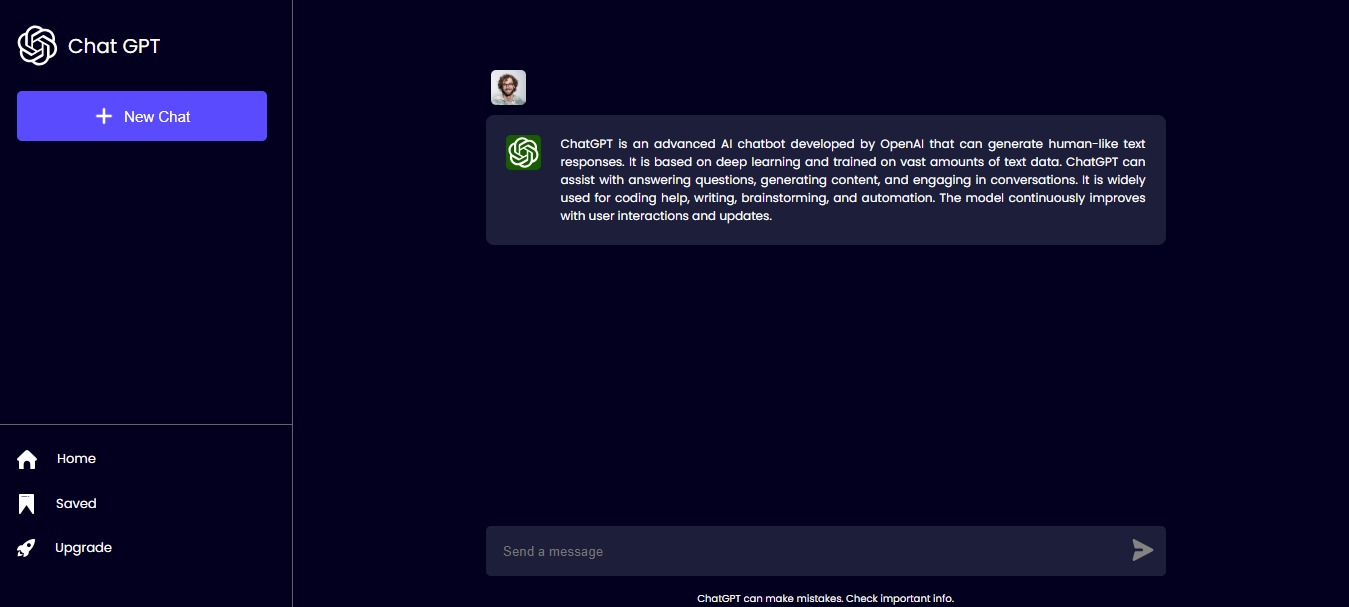 Chat GPT
New Chat
Home
Saved
Upgrade
ChatGPT is an advanced AI chatbot developed by OpenAI that can generate human-like text
responses. It is based on deep learning and trained on vast amounts of text data. ChatGPT can
assist with answering questions, generating content, and engaging in conversations. It is widely
used for coding help, writing, brainstorming, and automation. The model continuously improves
with user interactions and updates.
Send a message
ChatGPT can make mistakes. Check important info.